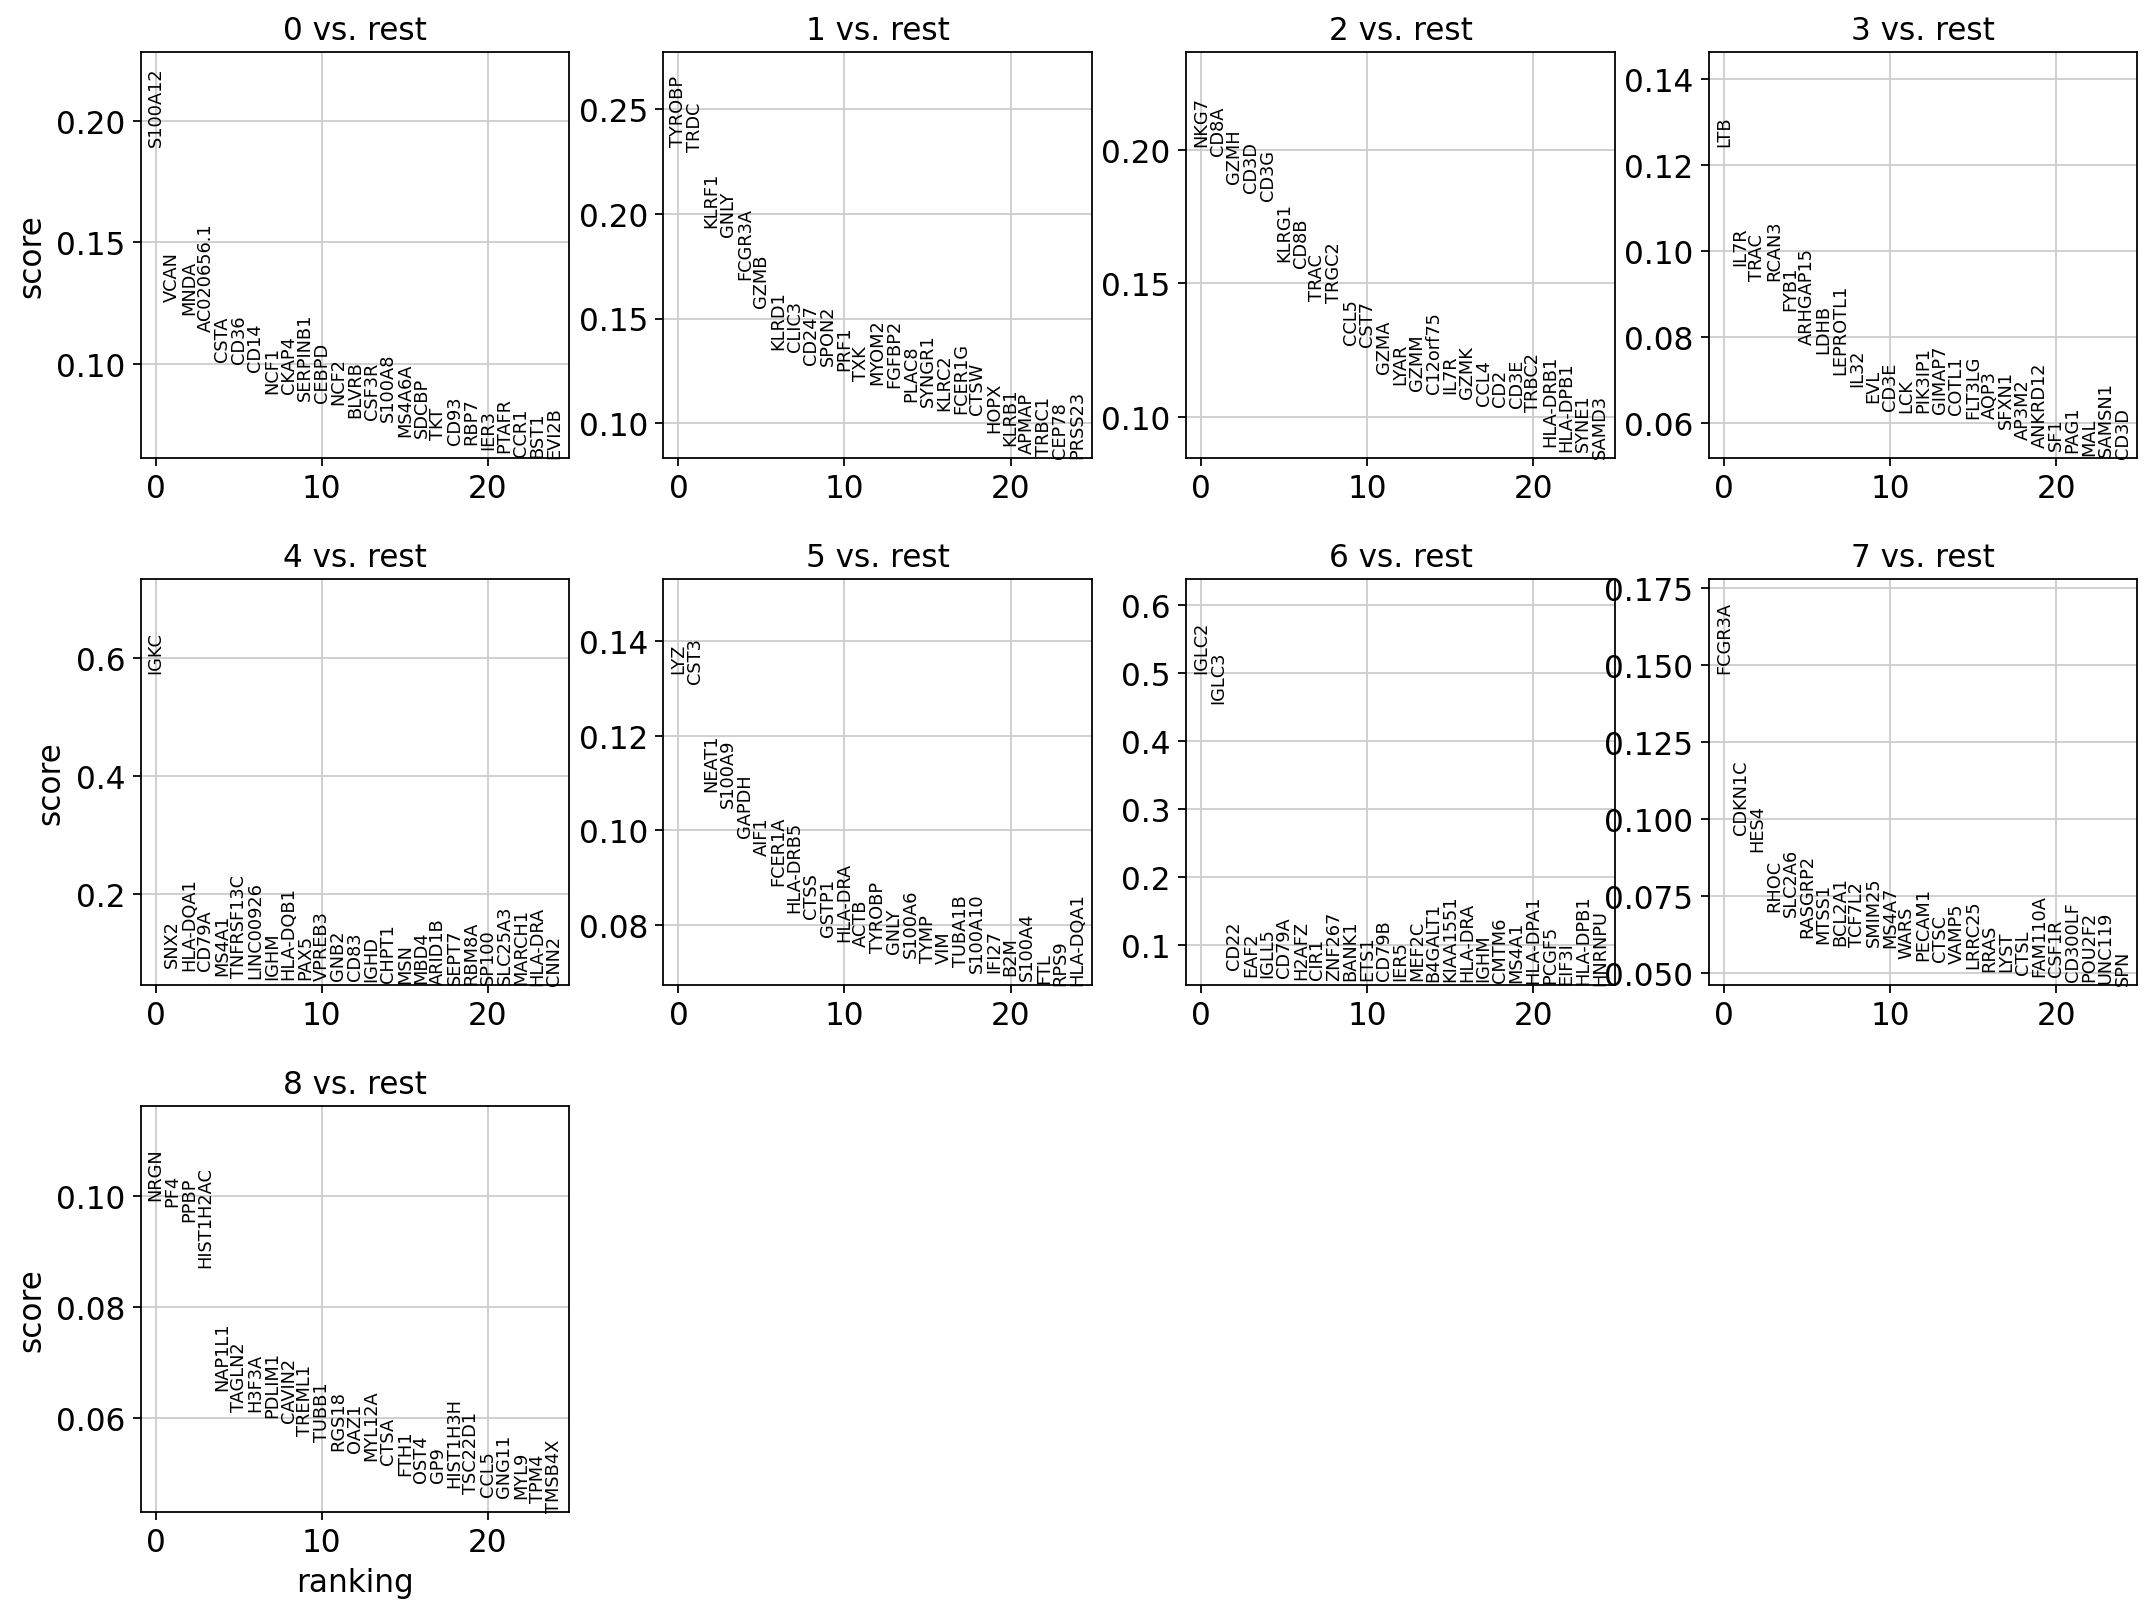 0 vs. rest
score
0.20
0.15
0.10
S100A12
VCAN
MNDA
AC020656.1
CSTA
CD36
CD14
NCF1
CKAP4
SERPINB1
CEBPD
NCF2
BLVRB
CSF3R
S100A8
MS4A6A
SDCBP
TKT
CD93
RBP7
IER3
PTAFR
CCR1
BST1
EVI2B
0 10 20
1 vs. rest
0.25
0.20
0.15
0.10
TYROBP
TRDC
KLRF1
GNLY
FCGR3A
GZMB
KLRD1
CLIC3
CD247
SPON2
PRF1
TXK
MYOM2
FGFBP2
PLAC8
SYNGR1
KLRC2
FCER1G
CTSW
HOPX
KLRB1
APMAP
TRBC1
CEP78
PRSS23
0 10 20
2 vs. rest
0.20
0.15
0.10
NKG7
CD8A
GZMH
CD3D
CD3G
KLRG1
CD8B
TRAC
TRGC2
CCL5
CST7
GZMA
LYAR
GZMM
C12orf75
IL7R
GZMK
CCL4
CD2
CD3E
TRBC2
HLA-DRB1
HLA-DPB1
SYNE1
SAMD3
0 10 20
3 vs. rest
0.14
0.12
0.10
0.08
0.06
LTB
IL7R
TRAC
RCAN3
FYB1
ARHGAP15
LDHB
LEPROTL1
IL32
EVL
CD3E
LCK
PIK3IP1
GIMAP7
COTL1
FLT3LG
AQP3
SFXN1
AP3M2
ANKRD12
SF1
PAG1
MAL
SAMSN1
CD3D
0 10 20
4 vs. rest
score
0.6
0.4
0.2
IGKC
SNX2
HLA-DQA1
CD79A
MS4A1
TNFRSF13C
LINC00926
IGHM
HLA-DQB1
PAX5
VPREB3
GNB2
CD83
IGHD
CHPT1
MSN
MBD4
ARID1B
SEPT7
RBM8A
SP100
SLC25A3
MARCH1
HLA-DRA
CNN2
0 10 20
5 vs. rest
0.14
0.12
0.10
0.08
LYZ
CST3
NEAT1
S100A9
GAPDH
AIF1
FCER1A
HLA-DRB5
CTSS
GSTP1
HLA-DRA
ACTB
TYROBP
GNLY
S100A6
TYMP
VIM
TUBA1B
S100A10
IFI27
B2M
S100A4
FTL
RPS9
HLA-DQA1
0 10 20
6 vs. rest
0.6
0.5
0.4
0.3
0.2
0.1
IGLC2
IGLC3
CD22
EAF2
IGLL5
CD79A
H2AFZ
CIR1
ZNF267
BANK1
ETS1
CD79B
IER5
MEF2C
B4GALT1
KIAA1551
HLA-DRA
IGHM
CMTM6
MS4A1
HLA-DPA1
PCGF5
EIF3I
HLA-DPB1
HNRNPU
0 10 20
7 vs. rest
0.175
0.150
0.125
0.100
0.075
0.050
FCGR3A
CDKN1C
HES4
RHOC
SLC2A6
RASGRP2
MTSS1
BCL2A1
TCF7L2
SMIM25
MS4A7
WARS
PECAM1
CTSC
VAMP5
LRRC25
RRAS
LYST
CTSL
FAM110A
CSF1R
CD300LF
POU2F2
UNC119
SPN
0 10 20
8 vs. rest
score
0.10
0.08
0.06
NRGN
PF4
PPBP
HIST1H2AC
NAP1L1
TAGLN2
H3F3A
PDLIM1
CAVIN2
TREML1
TUBB1
RGS18
OAZ1
MYL12A
CTSA
FTH1
OST4
GP9
HIST1H3H
TSC22D1
CCL5
GNG11
MYL9
TPM4
TMSB4X
0 10 20
ranking